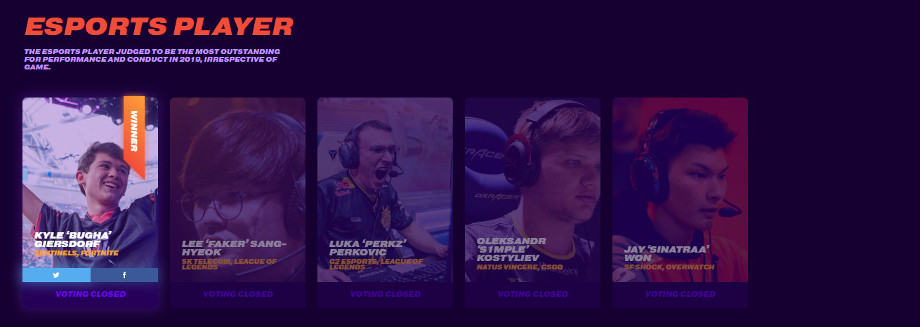 ESPORTS PLAYER
THE ESPORTS PLAYER JUDGED TO BE THE MOST OUTSTANDING
FOR PERFORMANCE AND CONDUCT IN 2019, IRRESPECTIVE OF
GAME.
WINNER
KYLE 'BUGHA'
GIERSDORF
SENTINELS, FORTNITE
VOTING CLOSED
LEE 'FAKER' SANG-
HYEOK
SK TELECOM, LEAGUE OF
LEGENDS
VOTING CLOSED
LUKA 'PERKZ'
PERKOVIC
G2 ESPORTS, LEAGUE OF
LEGENDS
VOTING CLOSED
OLEKSANDR
'S1MPLE'
KOSTYLIEV
NATUS VINCERE, CSGO
VOTING CLOSED
JAY 'SINATRAA'
WON
SF SHOCK, OVERWATCH
VOTING CLOSED